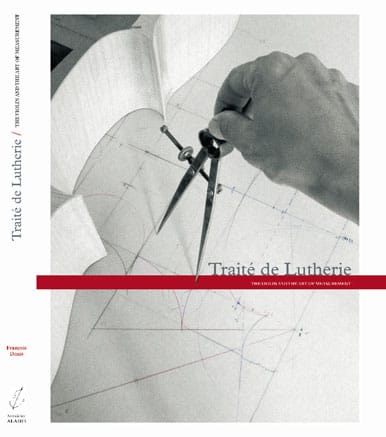 Traité de Lutherie / THE VIOLIN AND THE ART OF MEASUREMENT
François
Denis
ALADFI
Traité de Lutherie
THE VIOLIN AND THE ART OF MEASUREMENT